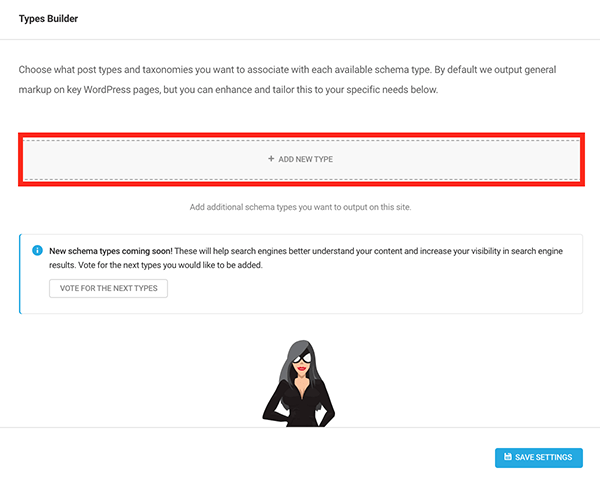 Types Builder
Choose what post types and taxonomies you want to associate with each available schema type. By default we output general
markup on key WordPress pages, but you can enhance and tailor this to your specific needs below.
+ ADD NEW TYPE
Add additional schema types you want to output on this site.
New schema types coming soon! These will help search engines better understand your content and increase your visibility in search engine
results. Vote for the next types you would like to be added.
VOTE FOR THE NEXT TYPES
SAVE SETTINGS